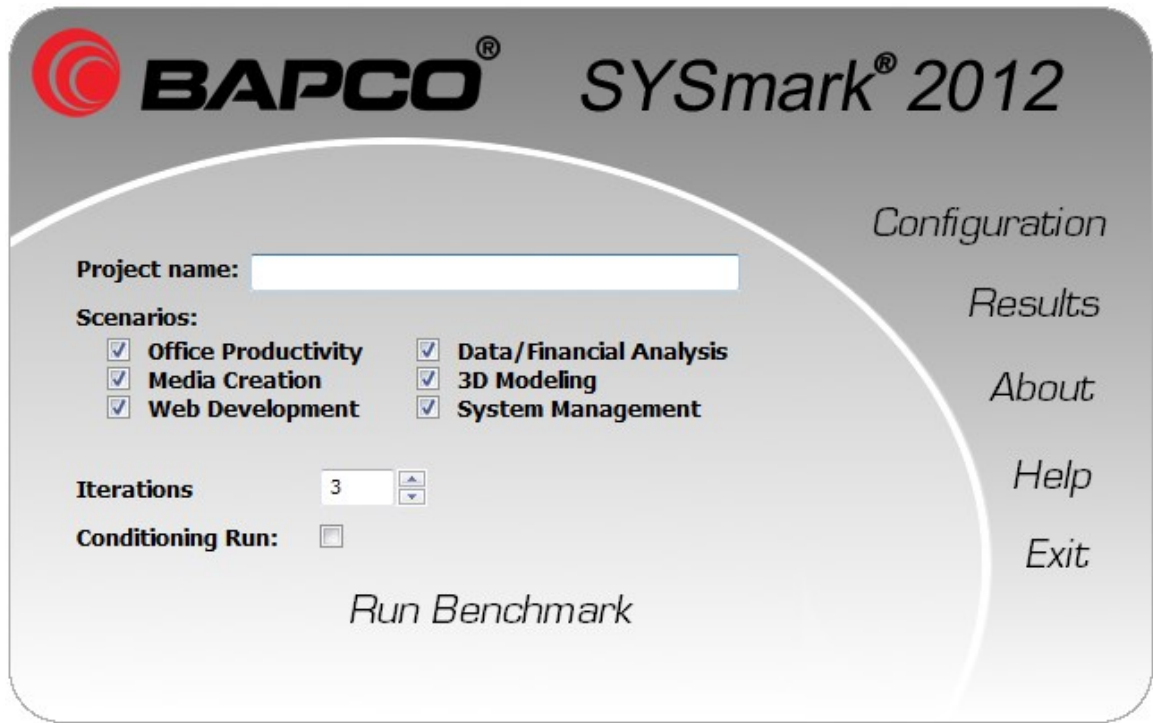 BAPCO® SYSmark® 2012
Configuration
Project name:
Results
Scenarios:
Office Productivity Data/Financial Analysis
Media Creation 3D Modeling
About
Web Development System Management
Help
Iterations 3
Conditioning Run:
Exit
Run Benchmark